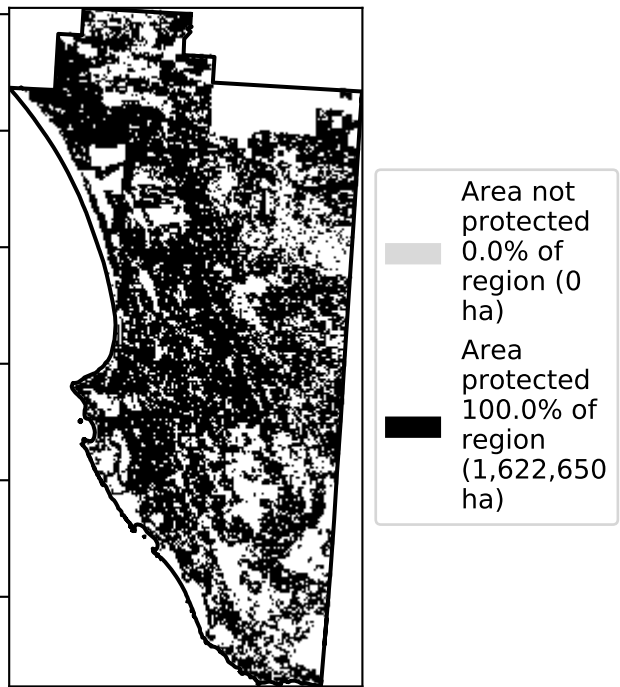 Area not
protected
0.0% of
region (0
ha)
Area
protected
100.0% of
region
(1,622,650
ha)